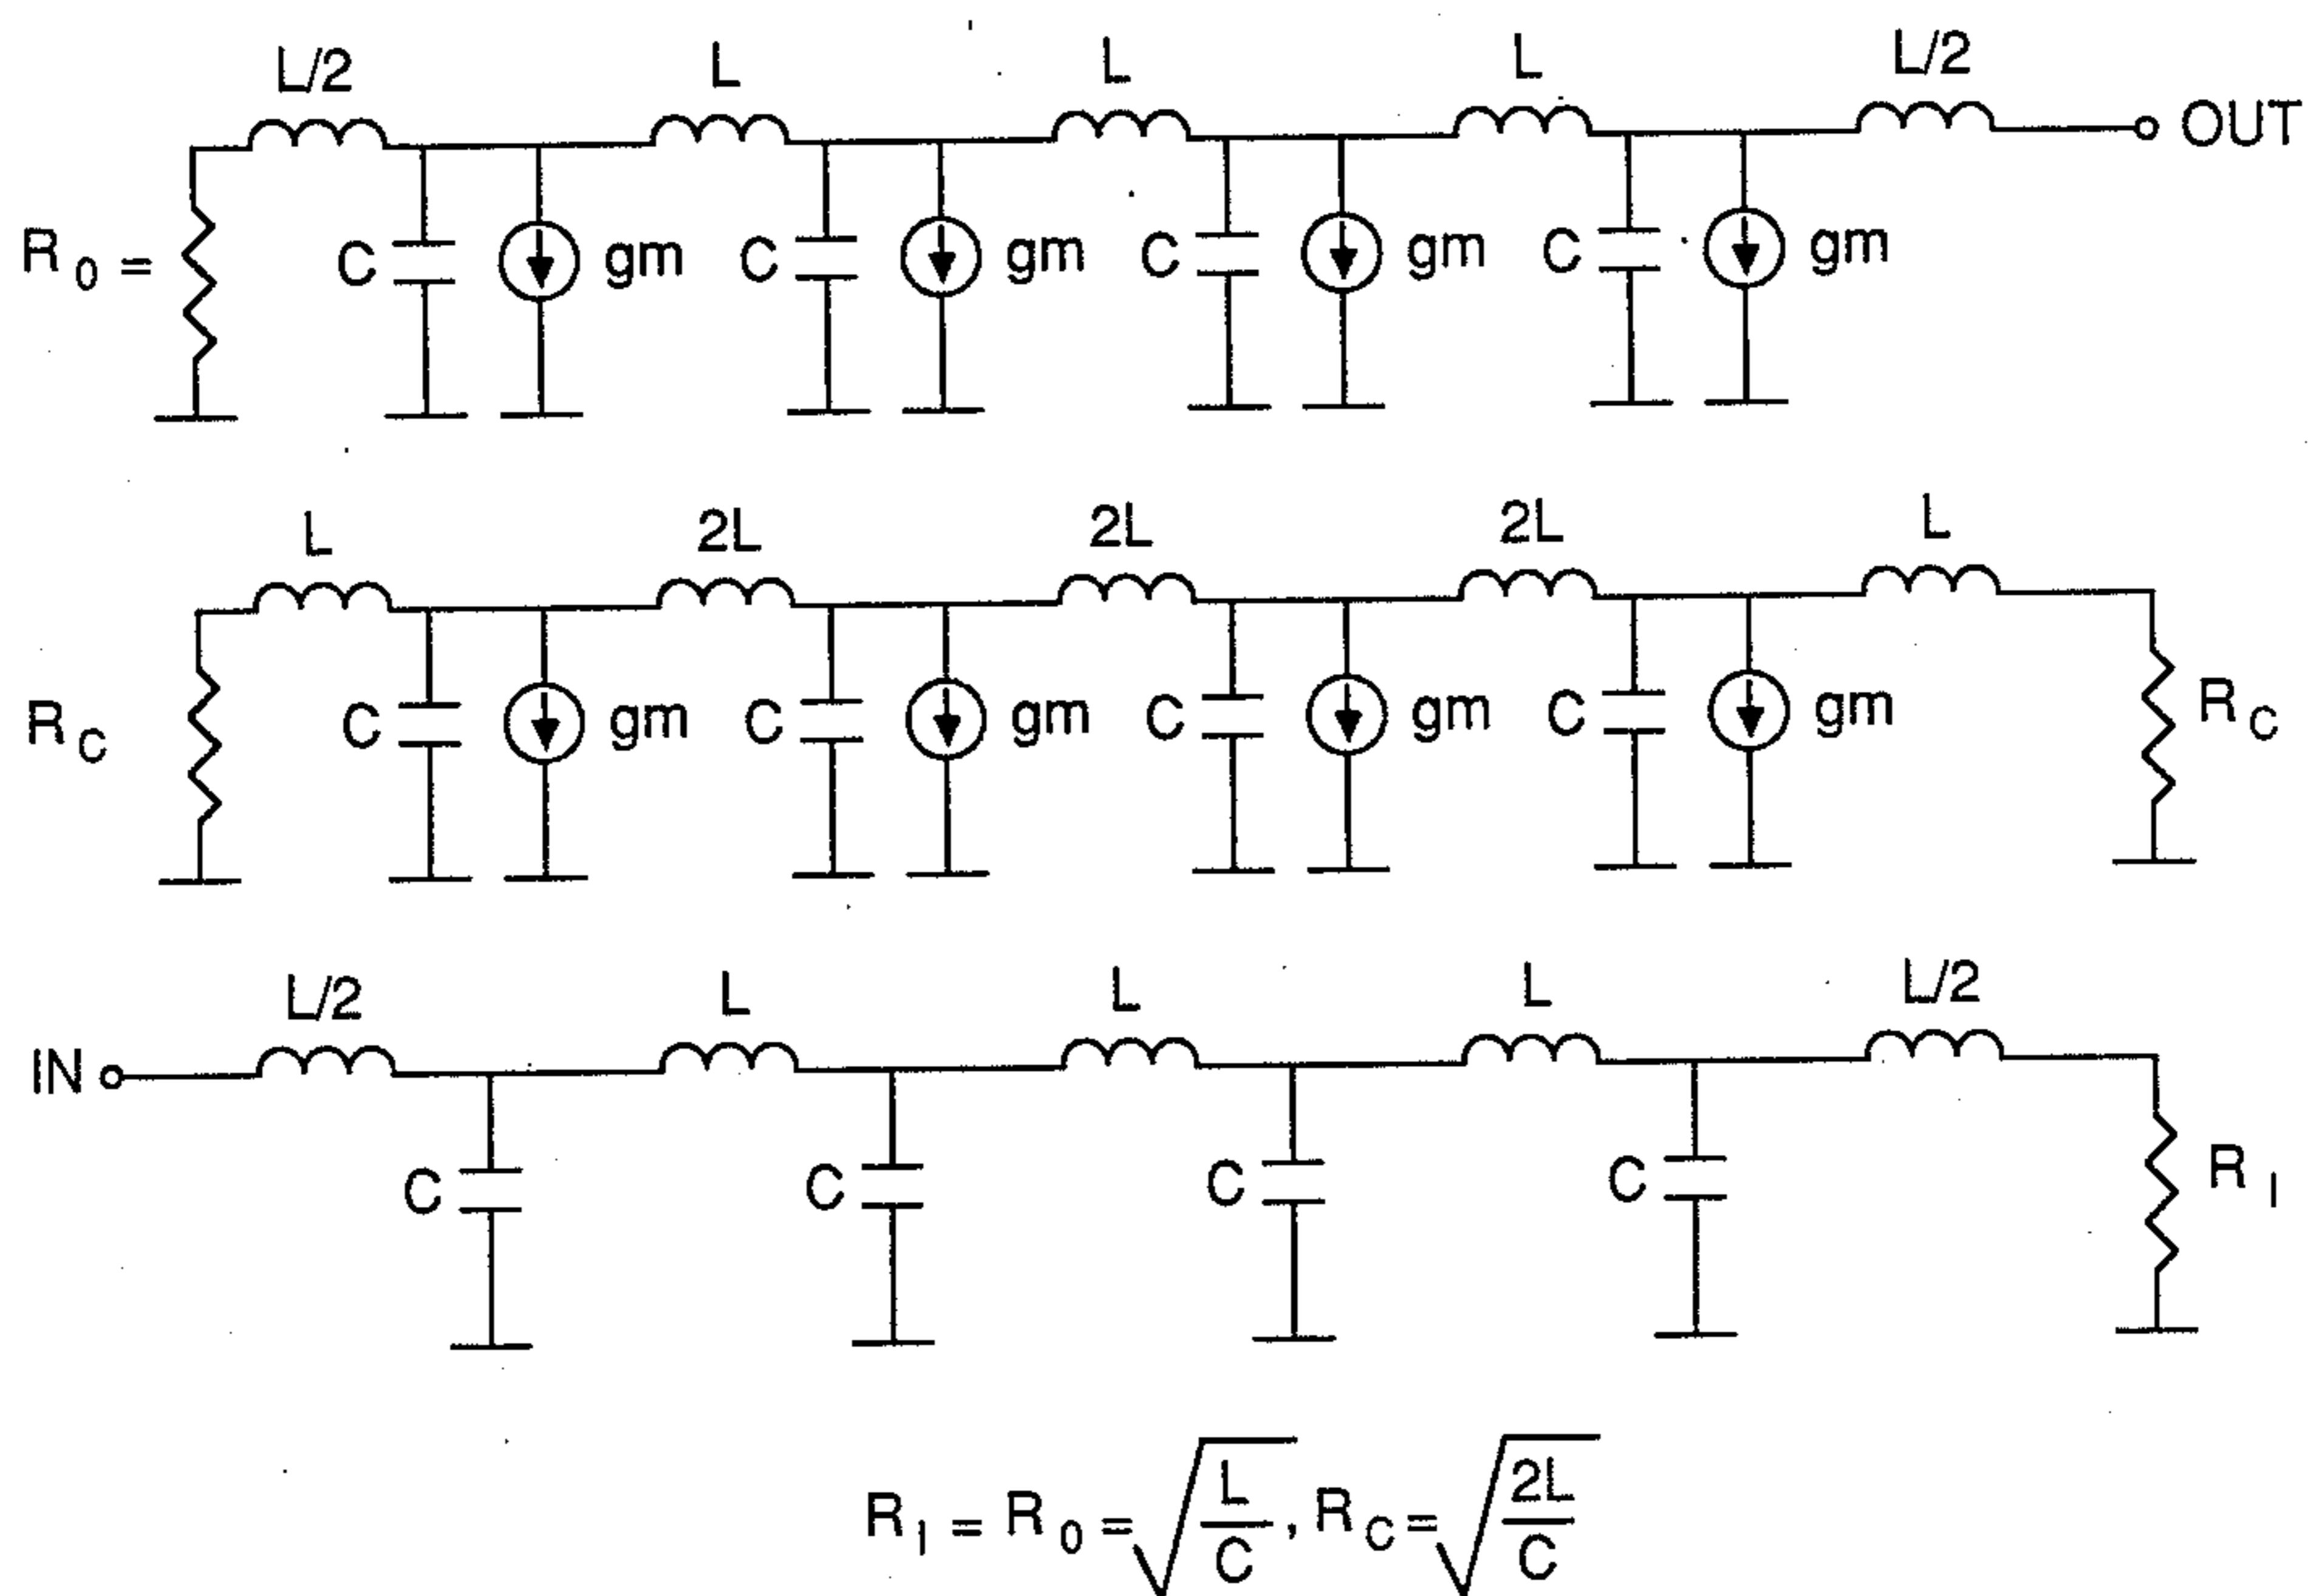 L/2 L L L L/2
OUT
R0 = C gm C gm C gm C gm
L 2L 2L 2L L
RC C gm C gm C gm C gm RC
L/2 L L L L/2
IN
C C C C R1
R1 = R0 = √L/C, RC = √2L/C